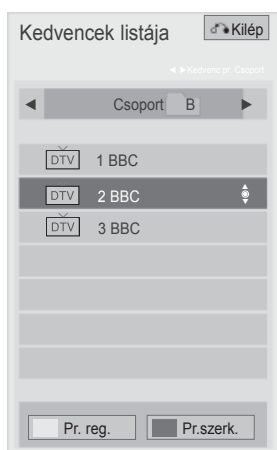 Kedvencek listája Kilép
◄ ►Kedvenc pr. Csoport
◄ Csoport B ►
DTV 1 BBC
DTV 2 BBC
DTV 3 BBC
Pr. reg. Pr.szerk.